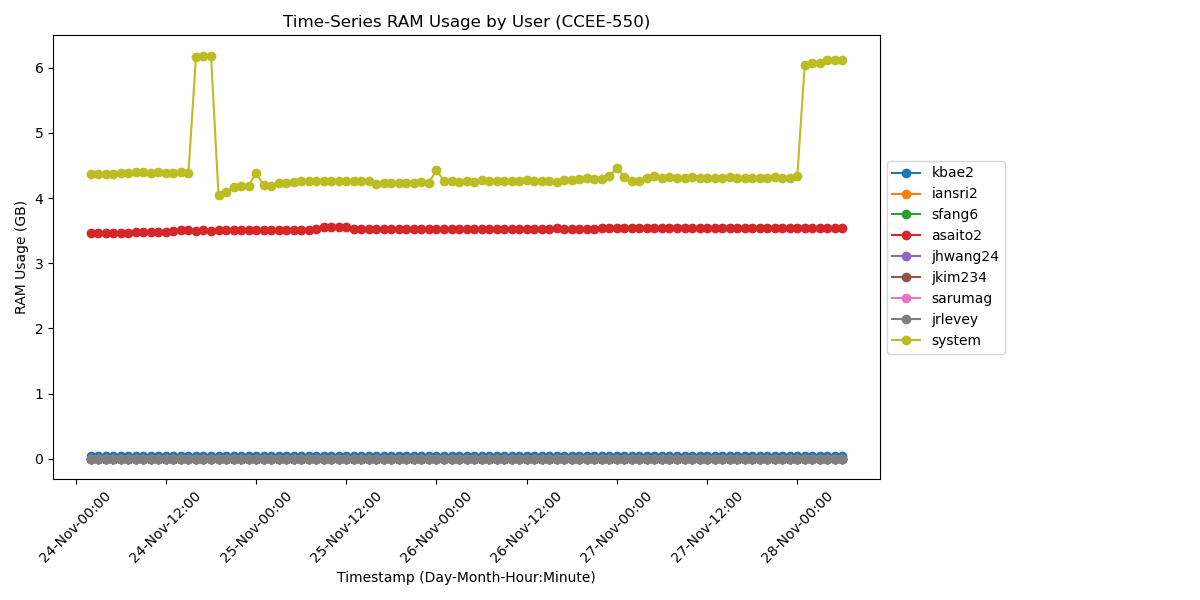 Time-Series RAM Usage by User (CCEE-550)
RAM Usage (GB)
6
5
4
3
2
1
0
24-Nov-00:00
24-Nov-12:00
25-Nov-00:00
25-Nov-12:00
26-Nov-00:00
26-Nov-12:00
27-Nov-00:00
27-Nov-12:00
28-Nov-00:00
Timestamp (Day-Month-Hour:Minute)
kbae2
iansri2
sfang6
asaito2
jhwang24
jkim234
sarumag
jrlevey
system